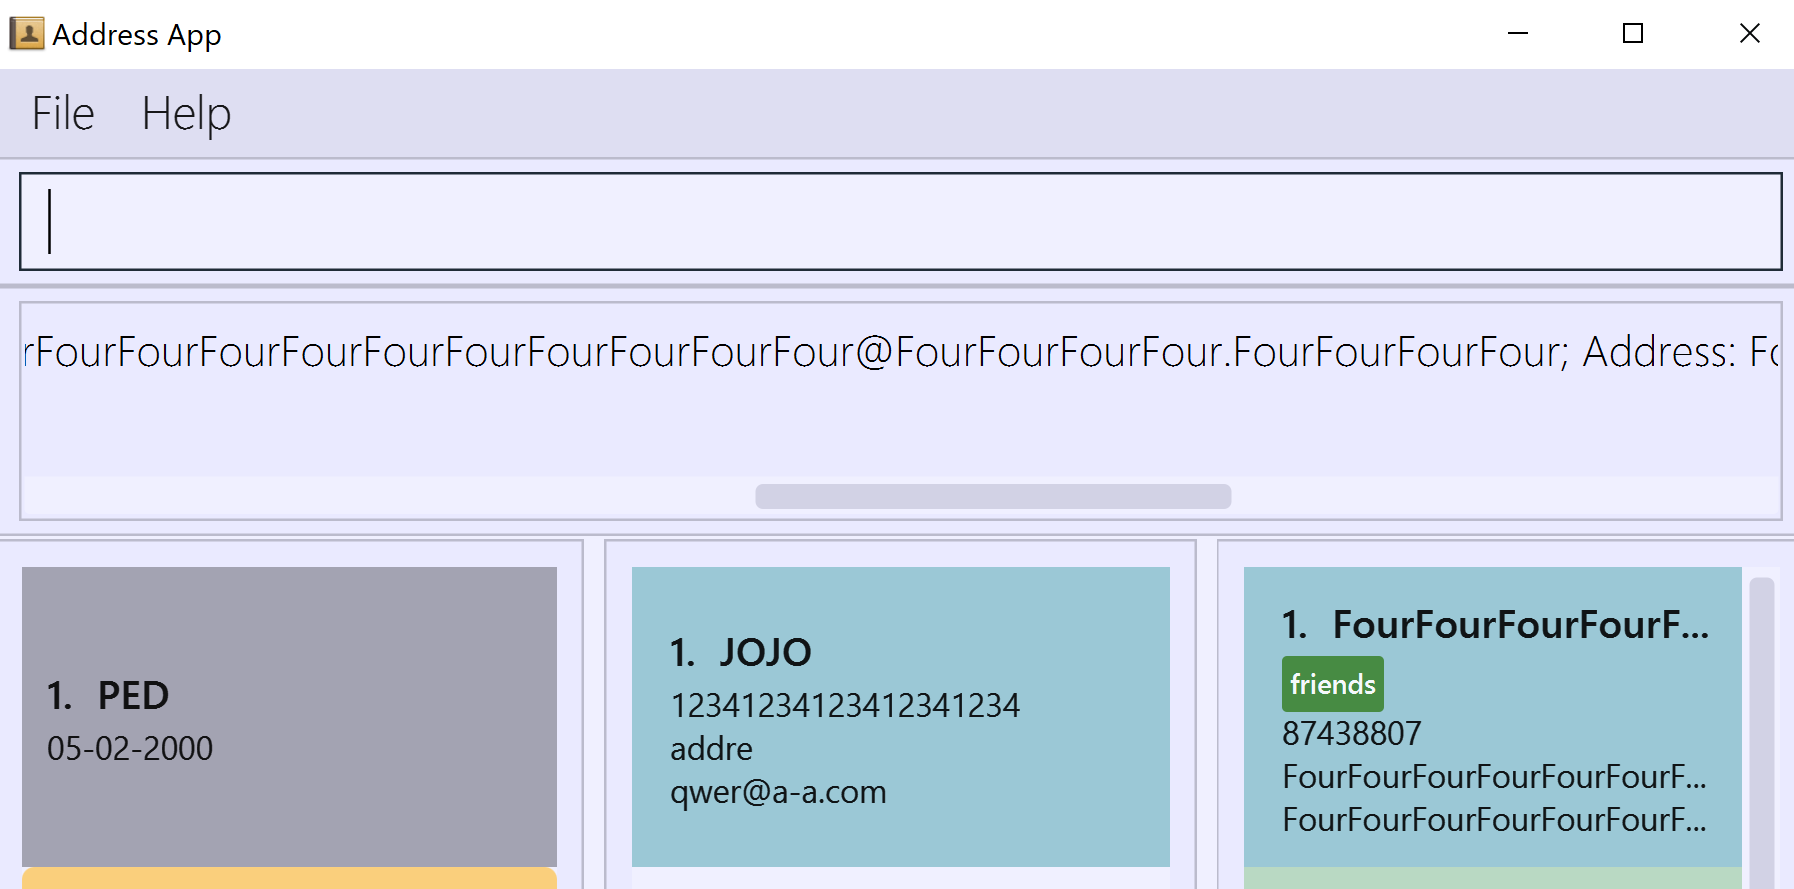 Address App
File Help
rFourFourFourFourFourFourFourFourFourFour@FourFourFourFour.FourFourFourFour; Address: Fo
1. PED
05-02-2000
1. JOJO
12341234123412341234
addre
qwer@a-a.com
1. FourFourFourFourF...
friends
87438807
FourFourFourFourFourFourF...
FourFourFourFourFourFourF...